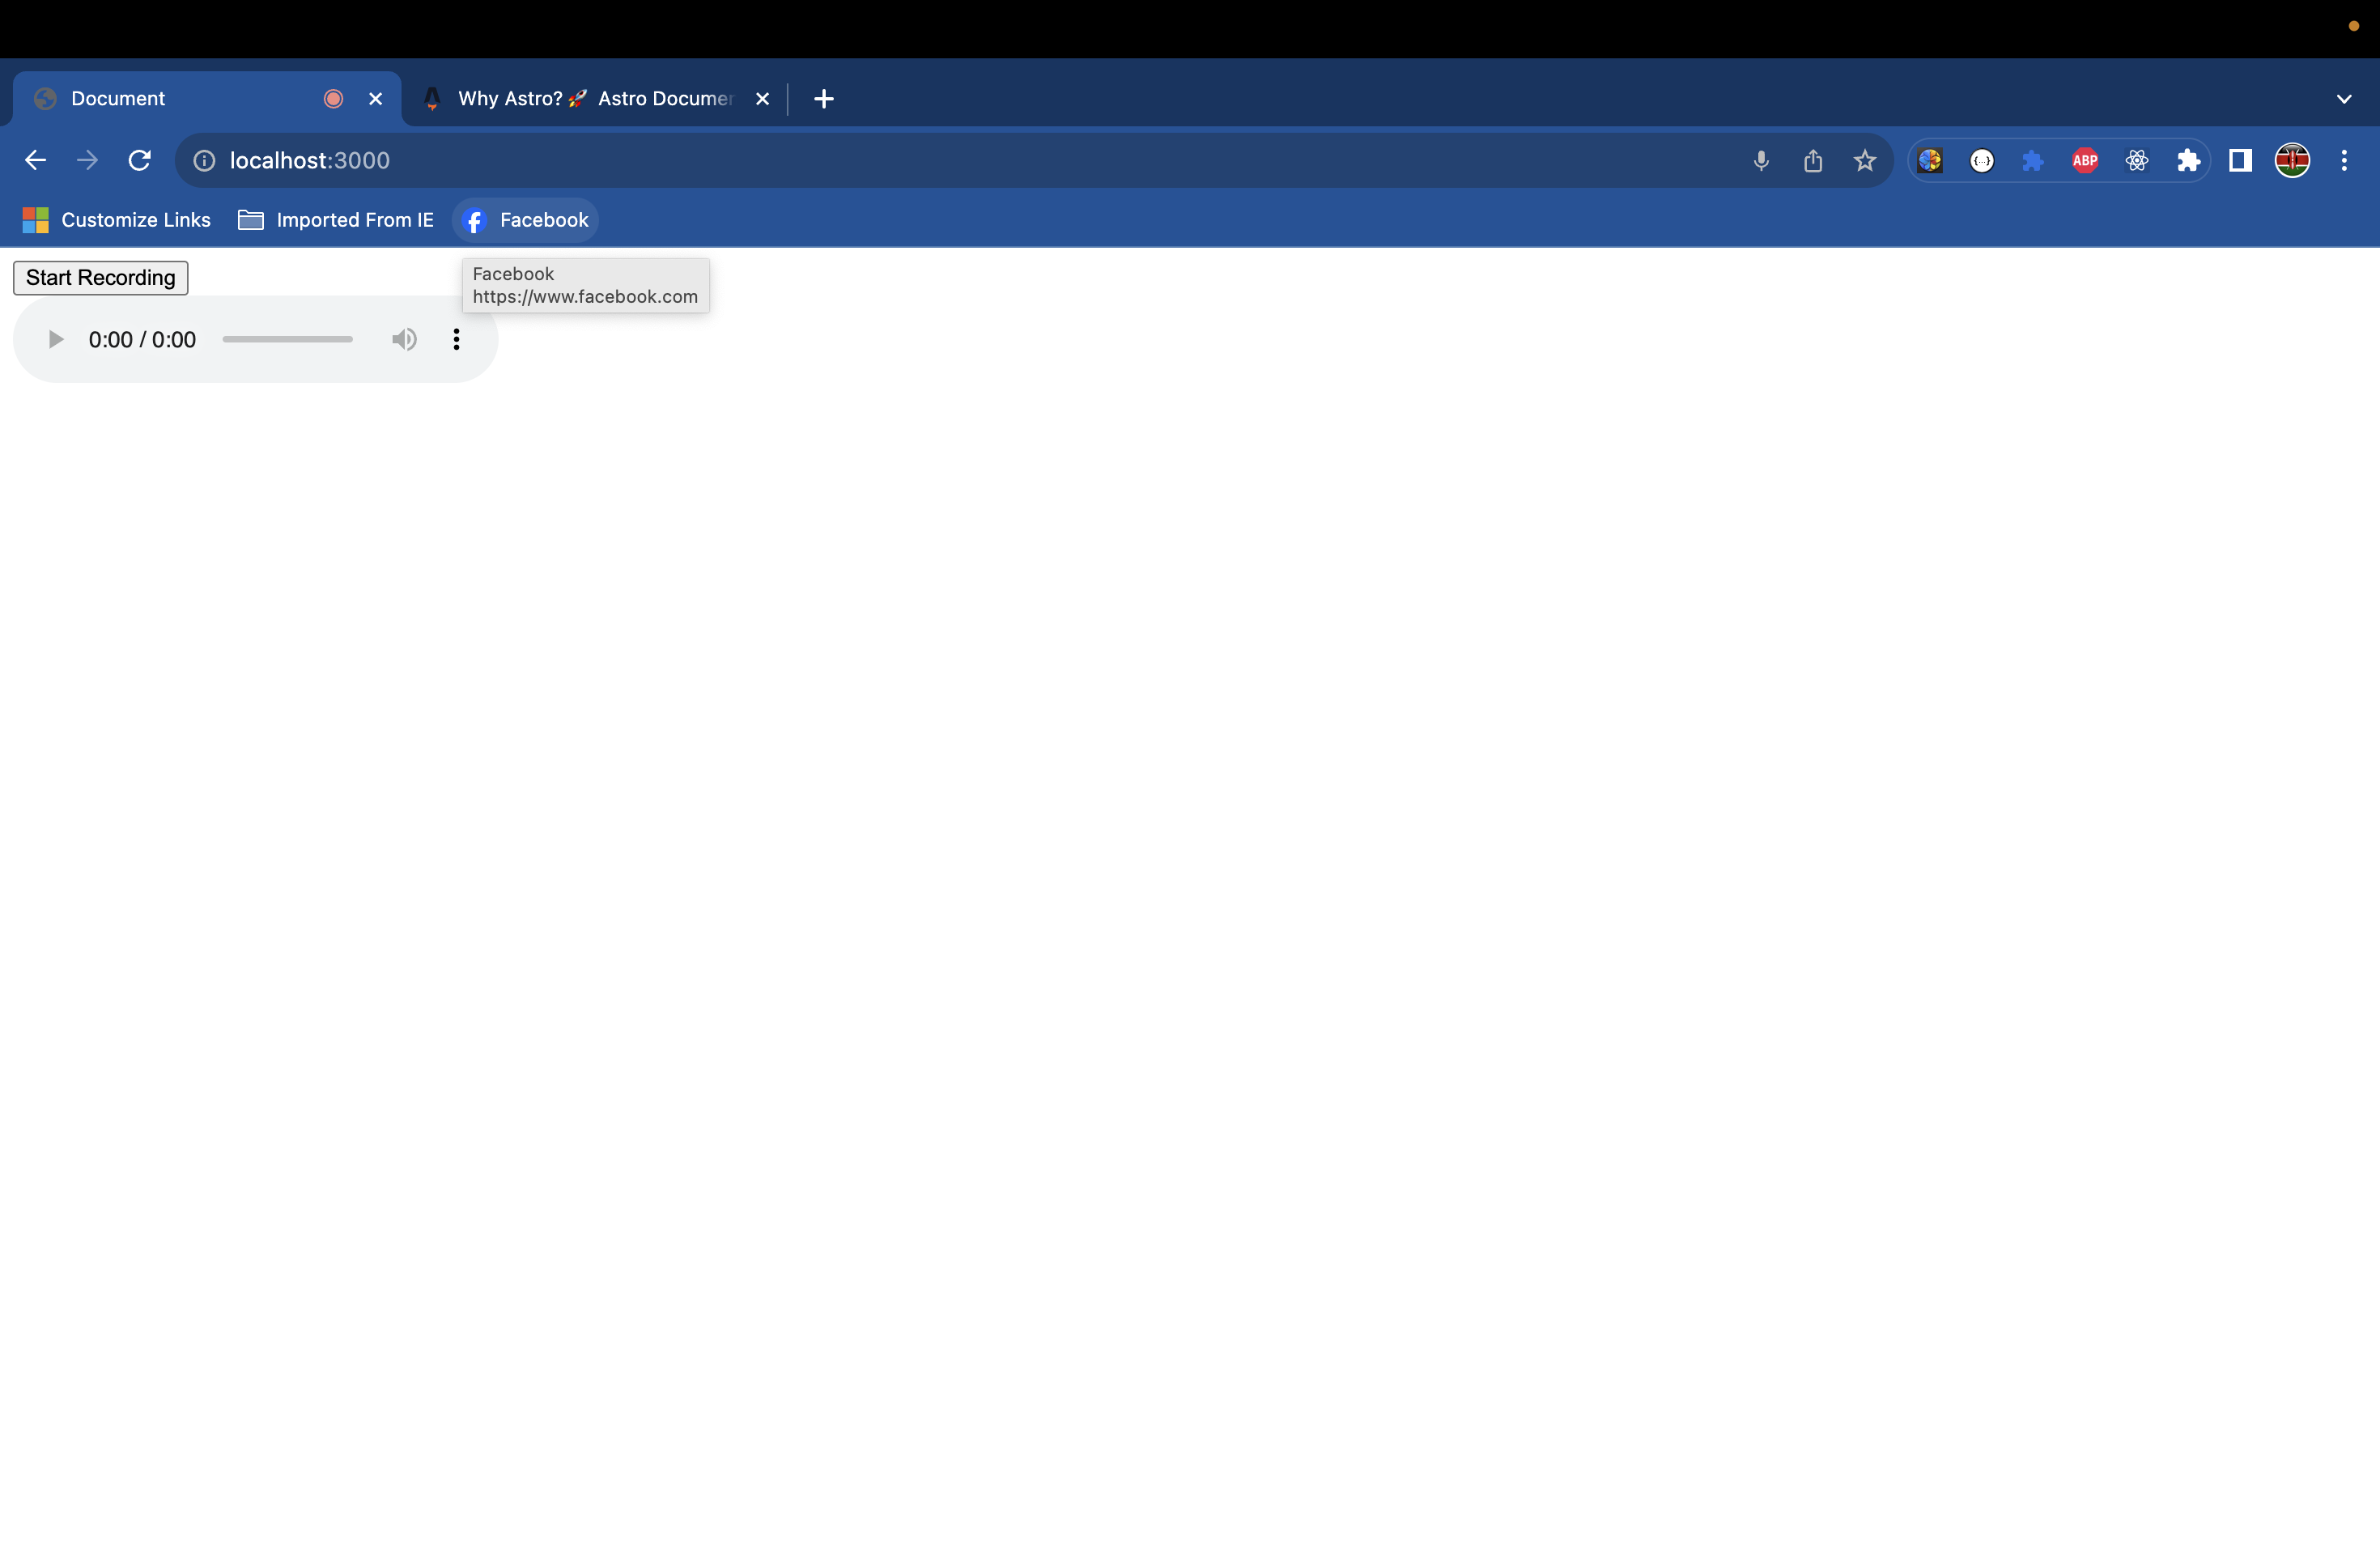 Document
Why Astro? 🚀 Astro Documen
localhost:3000
{...}
ABP
Customize Links
Imported From IE
Facebook
Start Recording
Facebook
https://www.facebook.com
0:00 / 0:00